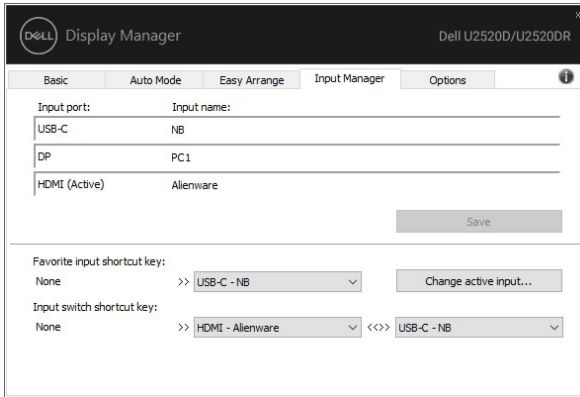 DELL Display Manager Dell U2520D/U2520DR
Basic Auto Mode Easy Arrange Input Manager Options
Input port: Input name:
USB-C NB
DP PC1
HDMI (Active) Alienware
Save
Favorite input shortcut key:
None >> USB-C - NB Change active input...
Input switch shortcut key:
None >> HDMI - Alienware <<>> USB-C - NB